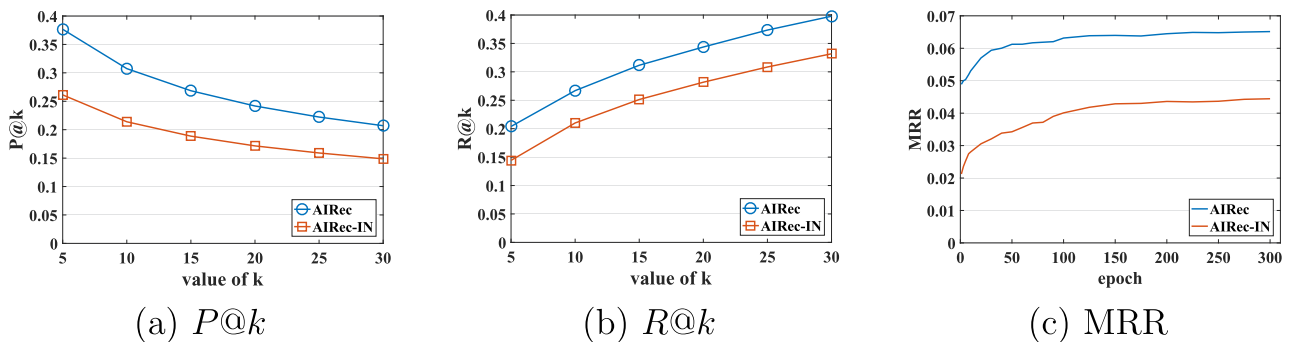 0.4
0.35
0.3
0.25
0.2
0.15
0.1
0.05
0
P@k
5 10 15 20 25 30
value of k
AIRec
AIRec-IN
(a) P@k
0.4
0.35
0.3
0.25
0.2
0.15
0.1
0.05
0
R@k
5 10 15 20 25 30
value of k
AIRec
AIRec-IN
(b) R@k
0.07
0.06
0.05
0.04
0.03
0.02
0.01
0
MRR
1 50 100 150 200 250 300
epoch
AIRec
AIRec-IN
(c) MRR